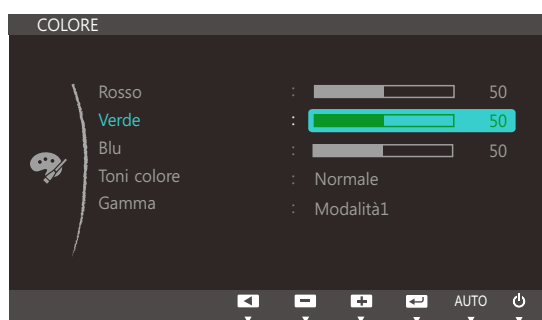 COLORE
Rosso : 50
Verde : 50
Blu : 50
Toni colore : Normale
Gamma : Modalità1
AUTO